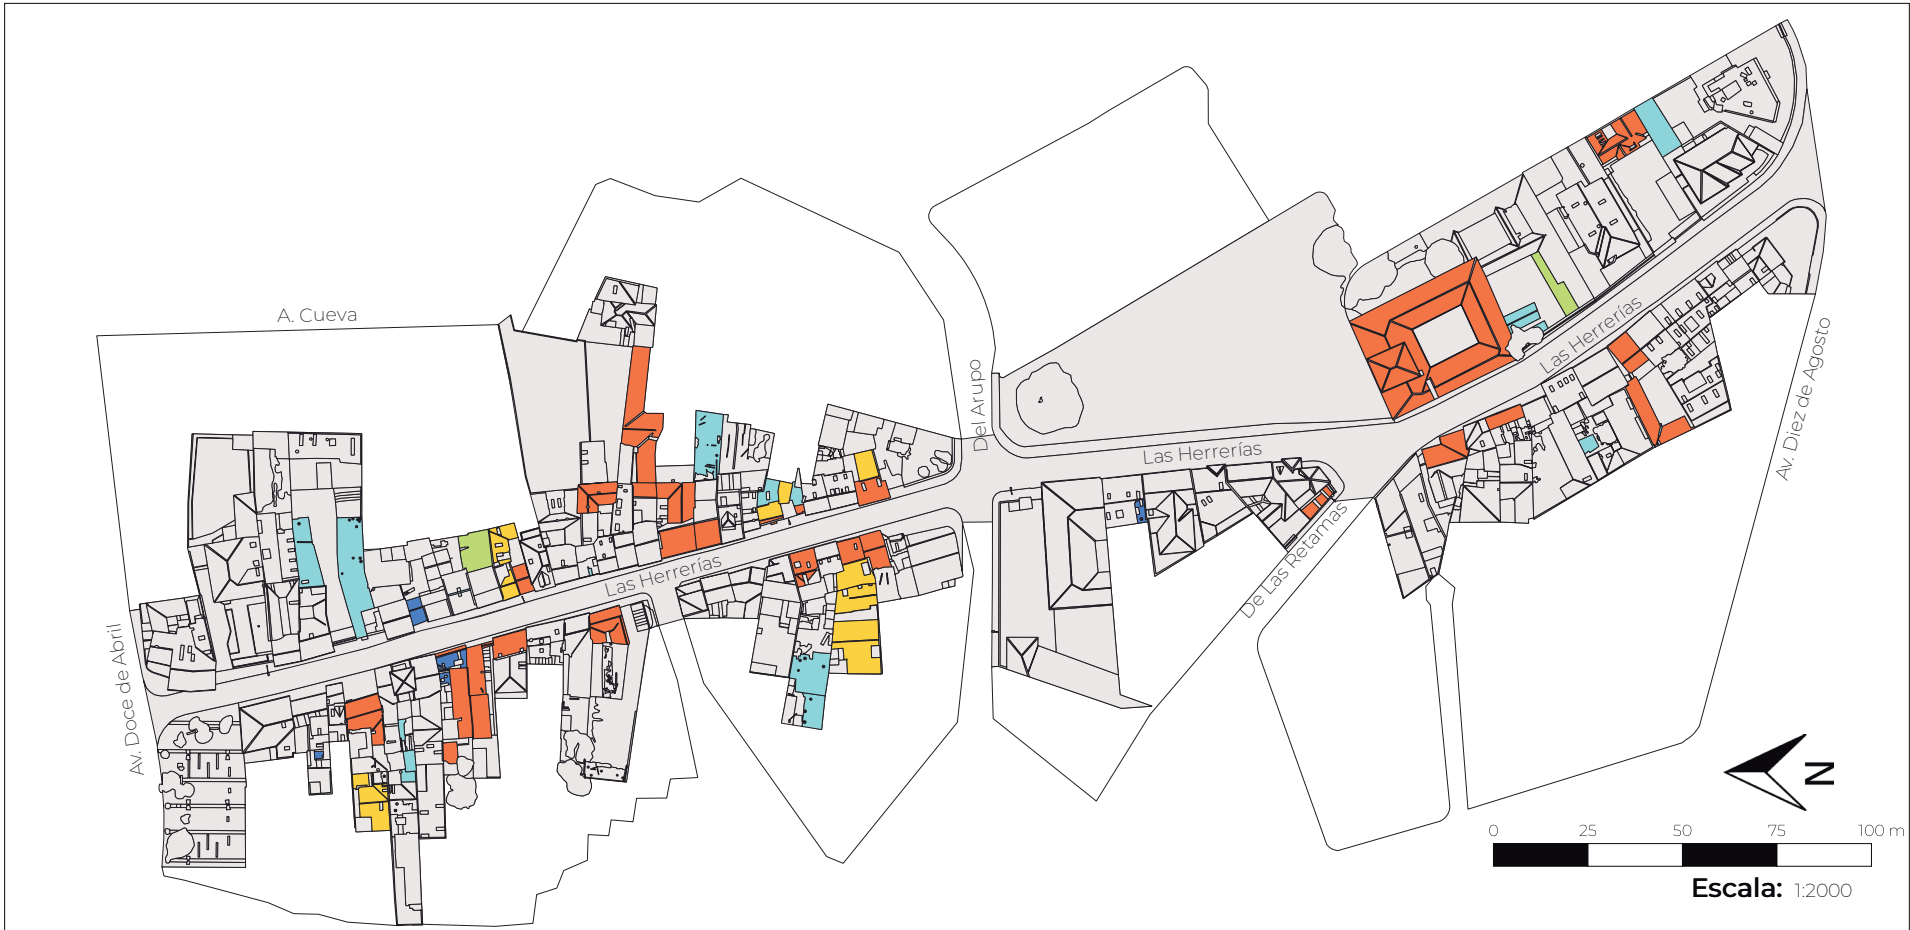 A. Cueva
Av. Doce de Abril
Las Herrerías
Del Arupo
Las Herrerías
De Las Retamas
Las Herrerías
Av. Diez de Agosto
N
0 25 50 75 100 m
Escala: 1:2000